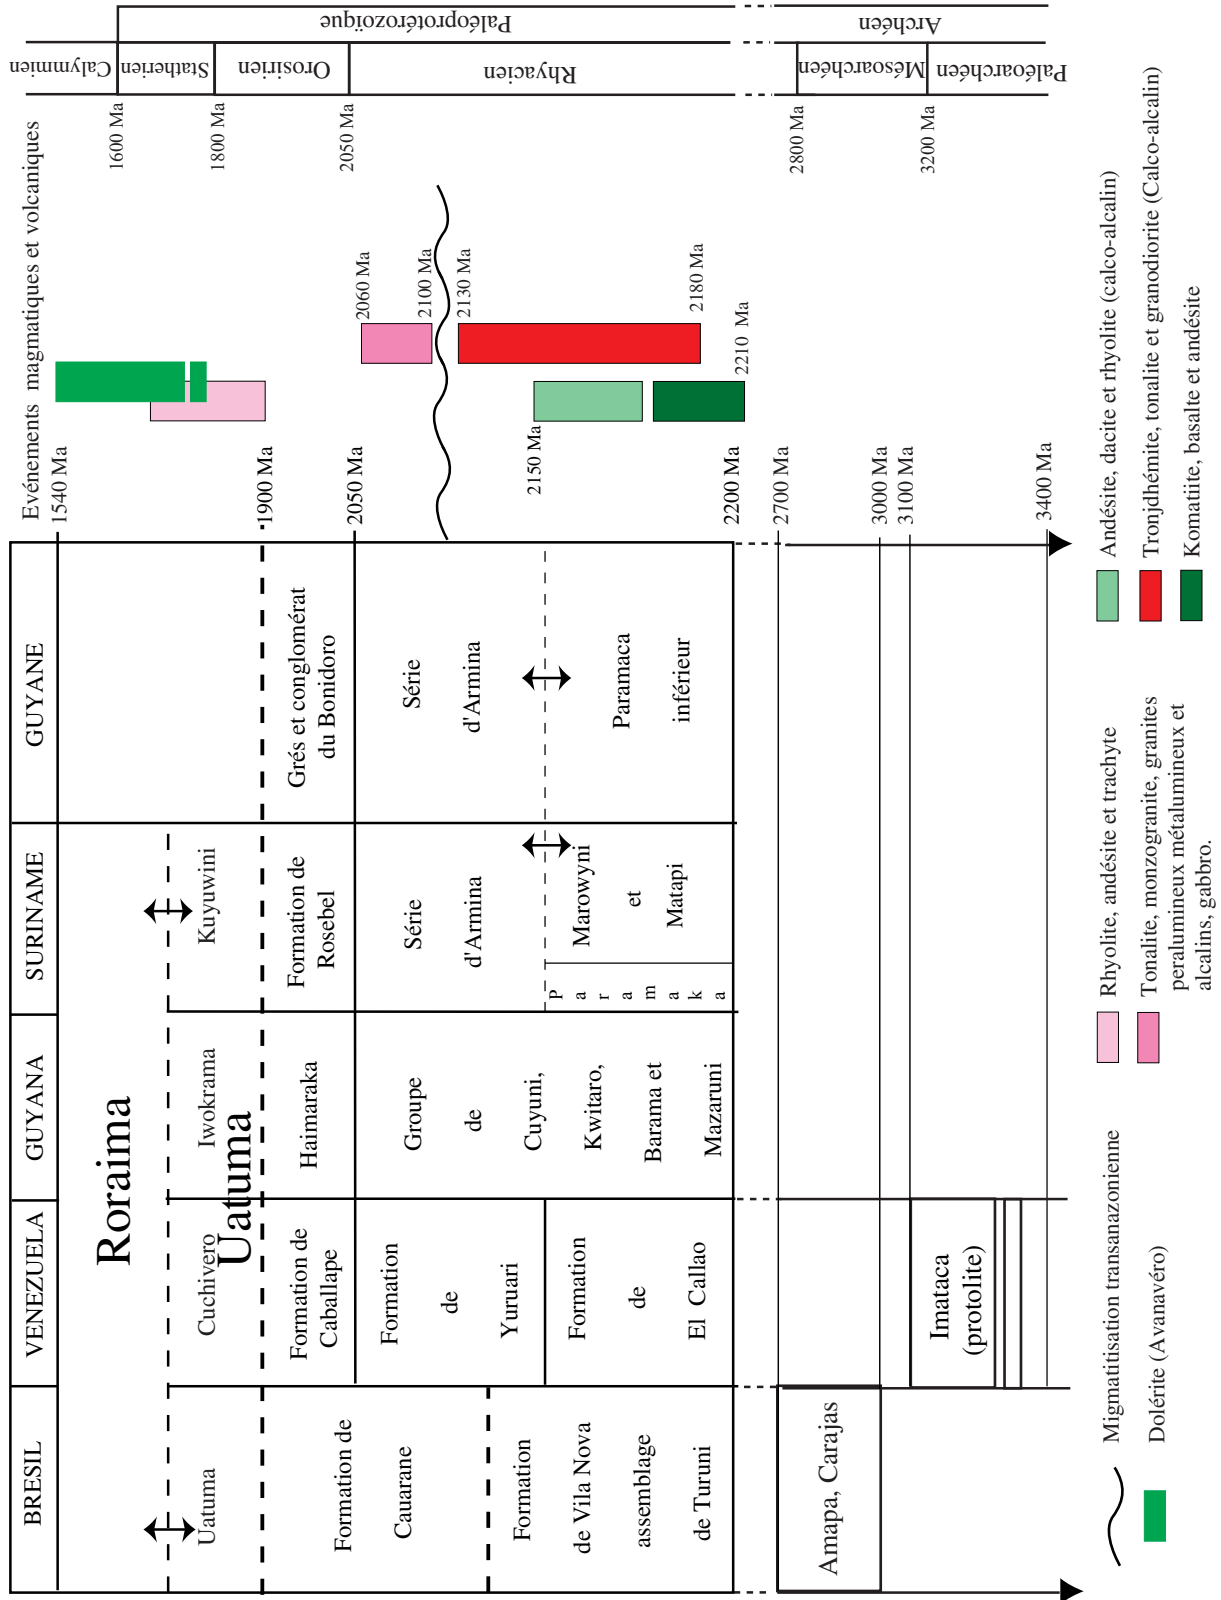 BRESIL
VENEZUELA
GUYANA
SURINAME
GUYANE
Evénements magmatiques et volcaniques
Roraima
Uatuma
Uatuma
Cuchivero
Iwokrama
Kuyuwini
Formation de
Cauarane
Formation de
Caballape
Haimaraka
Formation de
Rosebel
Grés et conglomérat
du Bonidoro
Formation
de
Yuruari
Groupe
de
Cuyuni,
Kwitaro,
Barama et
Mazaruni
Série
d'Armina
Série
d'Armina
Formation
de Vila Nova
assemblage
de Turuni
Formation
de
El Callao
Paramaka
Marowyni
et
Matapi
Paramaca
inférieur
Amapa, Carajas
Imataca
(protolite)
1540 Ma
1900 Ma
2050 Ma
2200 Ma
2700 Ma
3000 Ma
3100 Ma
3400 Ma
2150 Ma
2210 Ma
2060 Ma
2100 Ma
2130 Ma
2180 Ma
1600 Ma
1800 Ma
2050 Ma
2800 Ma
3200 Ma
Calymmien
Statherien
Orosirien
Rhyacien
Mésoarchéen
Paléoarchéen
Paléoprotérozoïque
Archéen
Migmatitisation transanazonienne
Dolérite (Avanavéro)
Rhyolite, andésite et trachyte
Tonalite, monzogranite, granites
peralumineux métalumineux et
alcalins, gabbro.
Andésite, dacite et rhyolite (calco-alcalin)
Tronjdhémite, tonalite et granodiorite (Calco-alcalin)
Komatiite, basalte et andésite